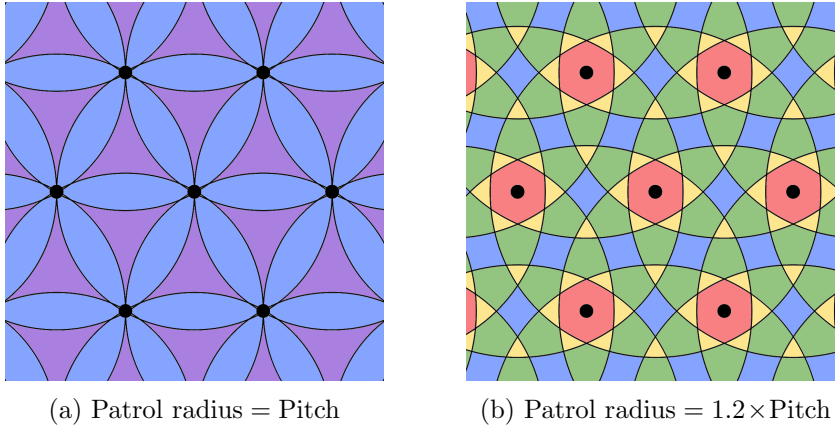 (a) Patrol radius = Pitch
(b) Patrol radius = 1.2×Pitch